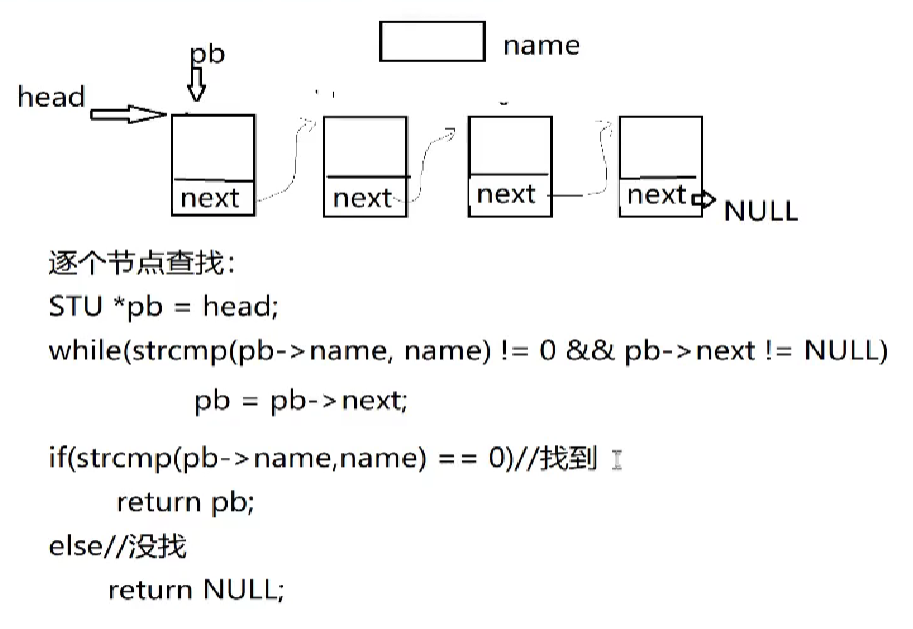 pb
name
head
next next next next
NULL
逐个节点查找:
STU *pb = head;
while(strcmp(pb->name, name) != 0 && pb->next != NULL)
pb = pb->next;
if(strcmp(pb->name,name) == 0)//找到
return pb;
else//没找
return NULL;